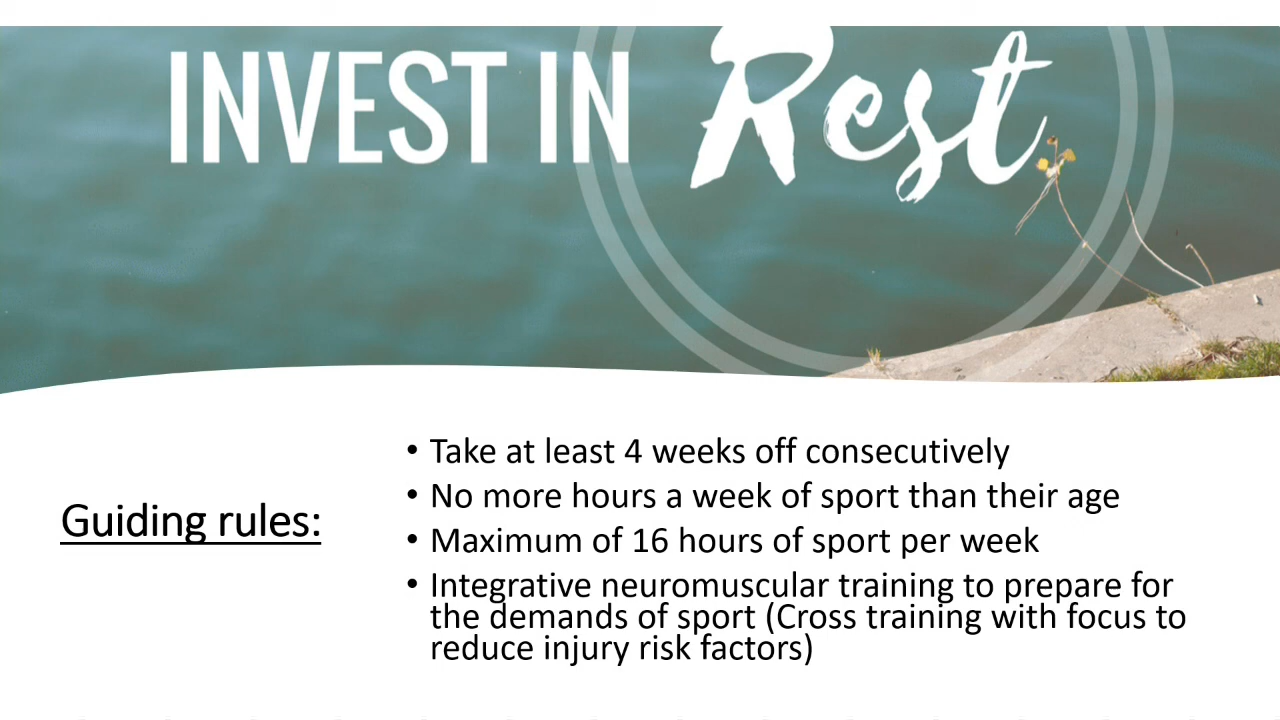 INVEST IN Rest
Guiding rules:
• Take at least 4 weeks off consecutively
• No more hours a week of sport than their age
• Maximum of 16 hours of sport per week
• Integrative neuromuscular training to prepare for
the demands of sport (Cross training with focus to
reduce injury risk factors)